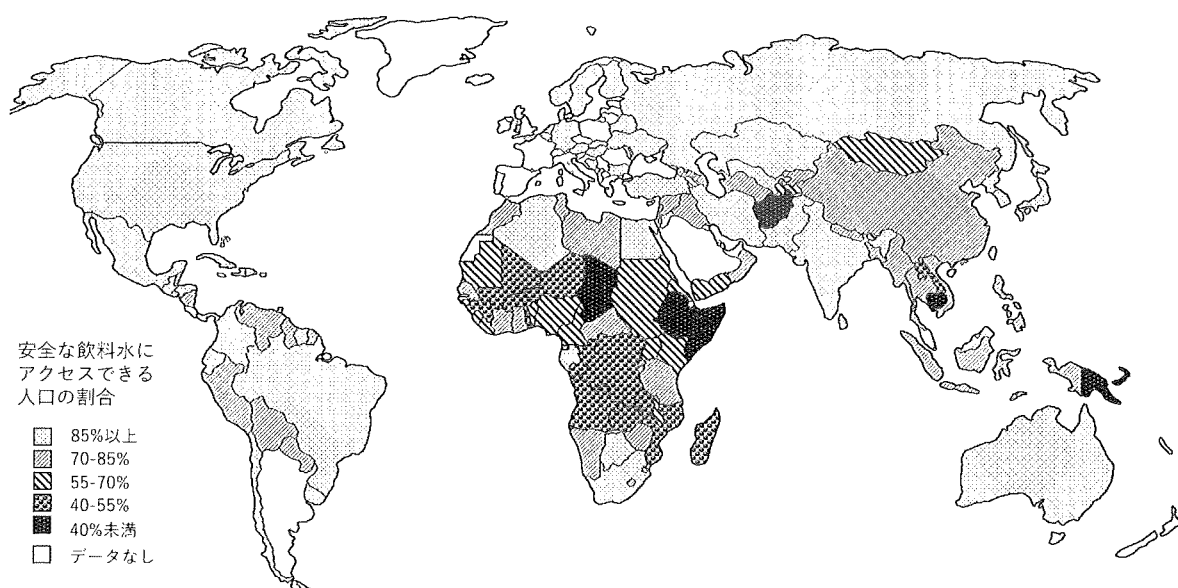 安全な飲料水に
アクセスできる
人口の割合
85%以上
70-85%
55-70%
40-55%
40%未満
データなし